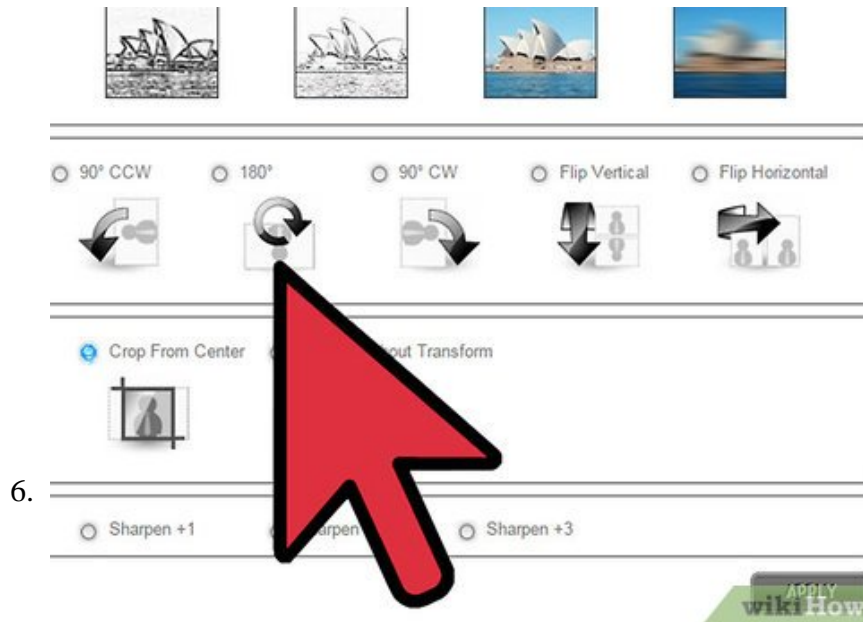 90° CCW 180° 90° CW Flip Vertical Flip Horizontal
Crop From Center out Transform
6.
Sharpen +1 arpen Sharpen +3
APPLY
wikiHow